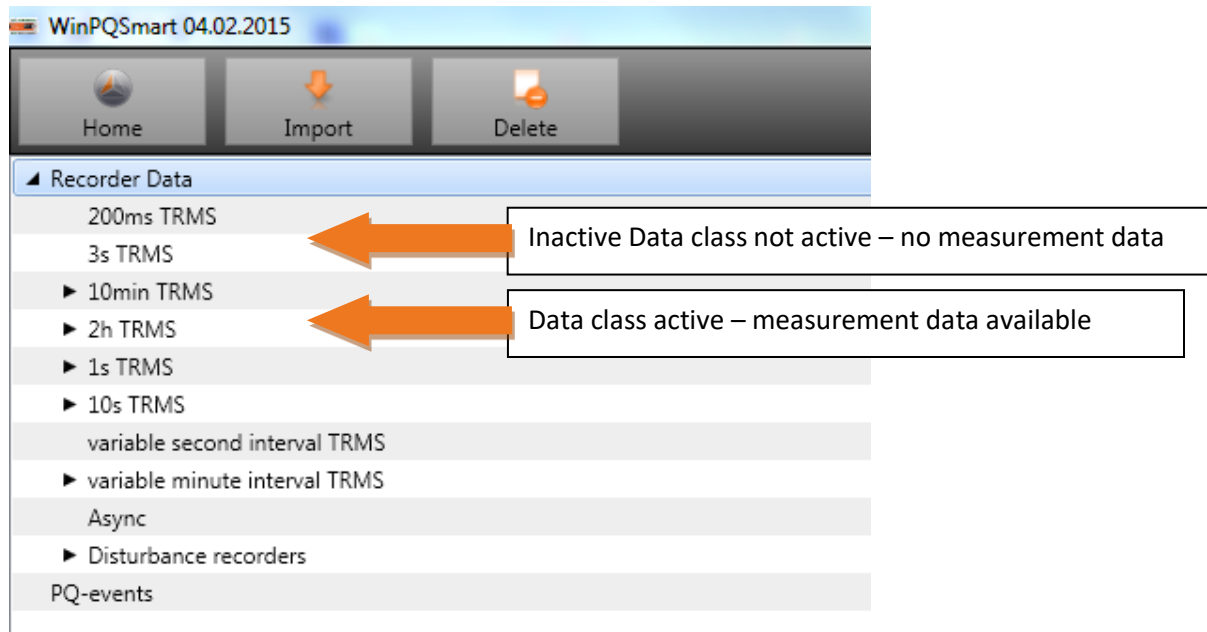 WinPQSmart 04.02.2015
Home Import Delete
Recorder Data
200ms TRMS
Inactive Data class not active – no measurement data
3s TRMS
10min TRMS
Data class active – measurement data available
2h TRMS
1s TRMS
10s TRMS
variable second interval TRMS
variable minute interval TRMS
Async
Disturbance recorders
PQ-events